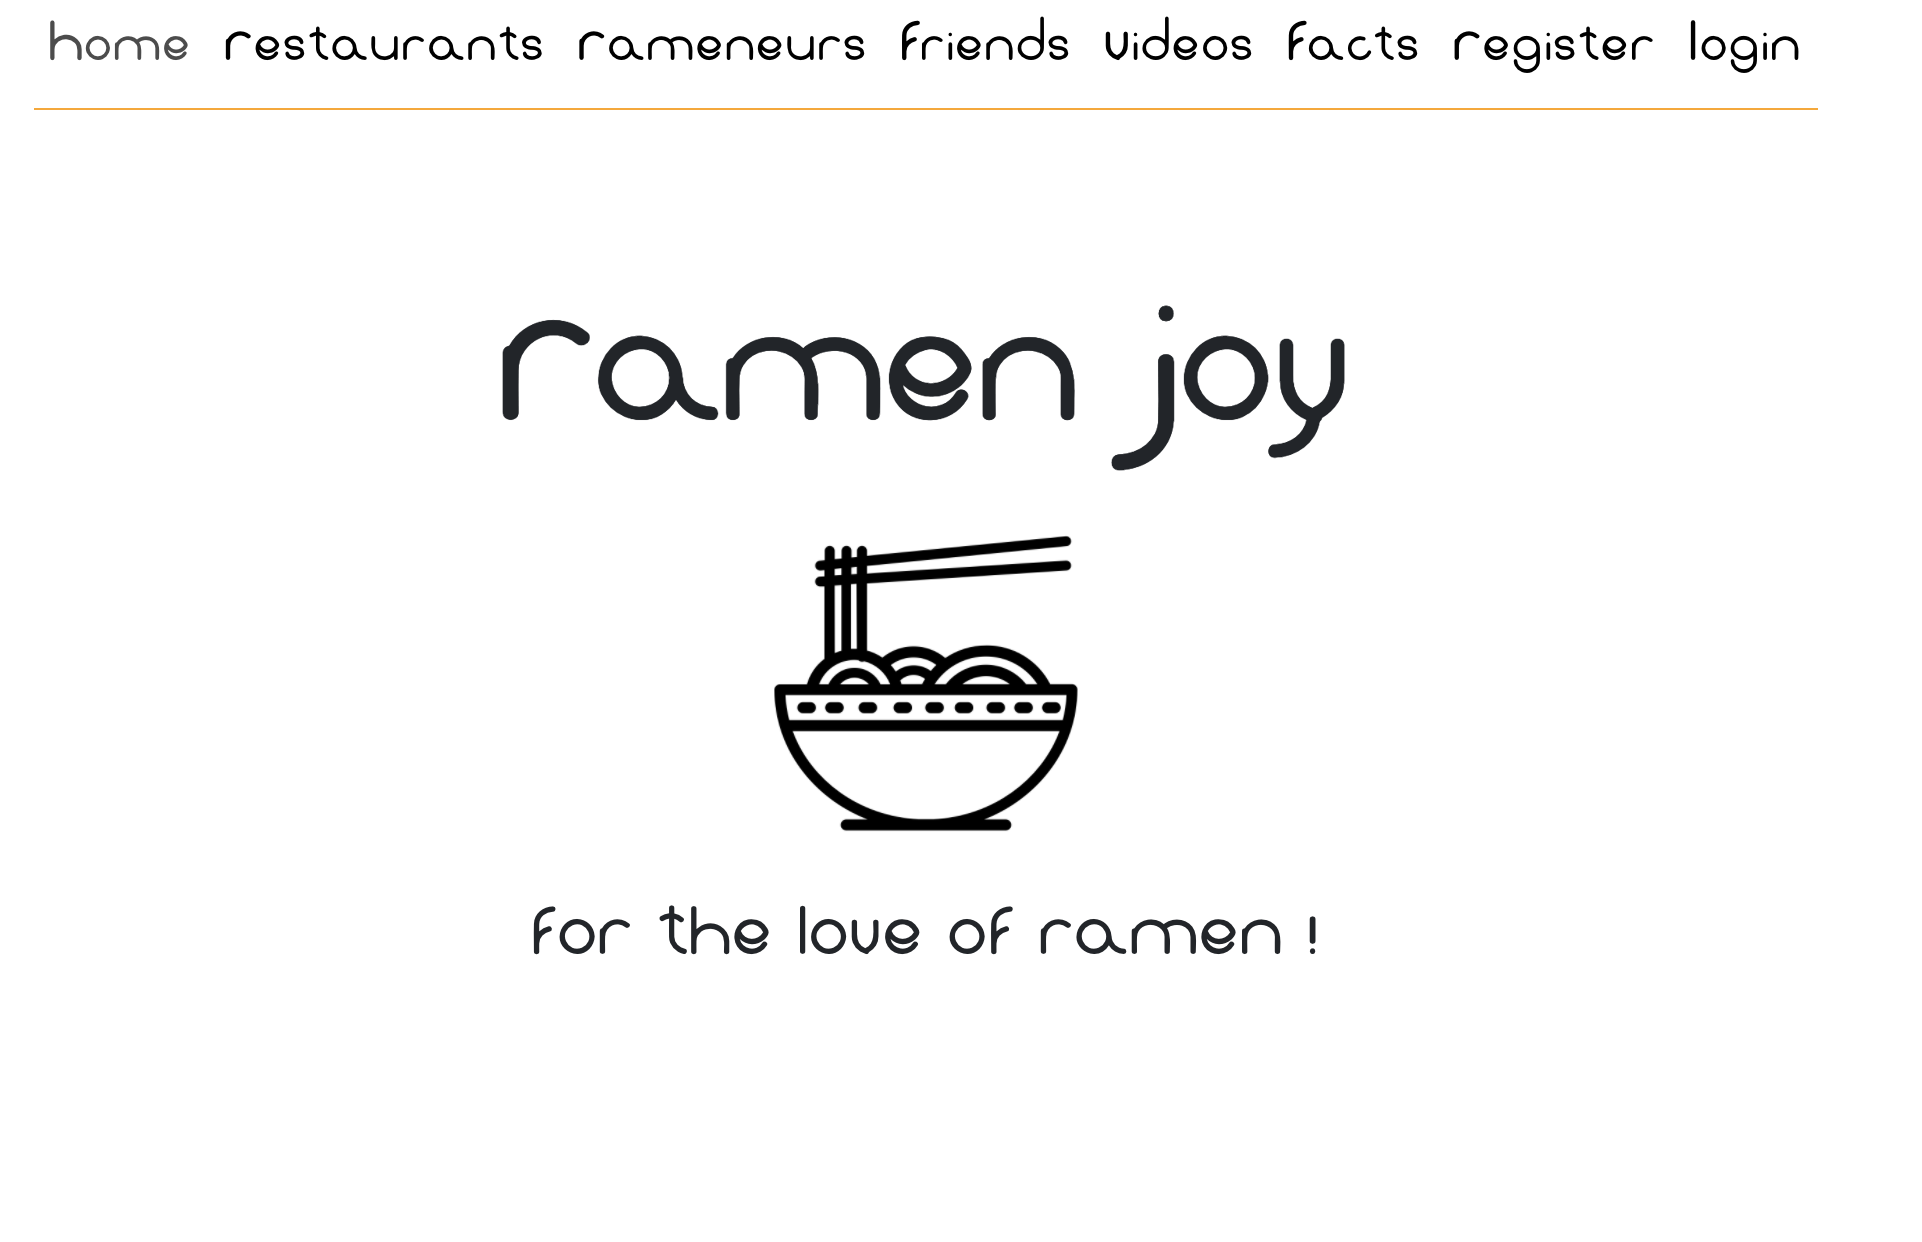 home restaurants rameneurs friends videos facts register login
ramen joy
for the love of ramen !